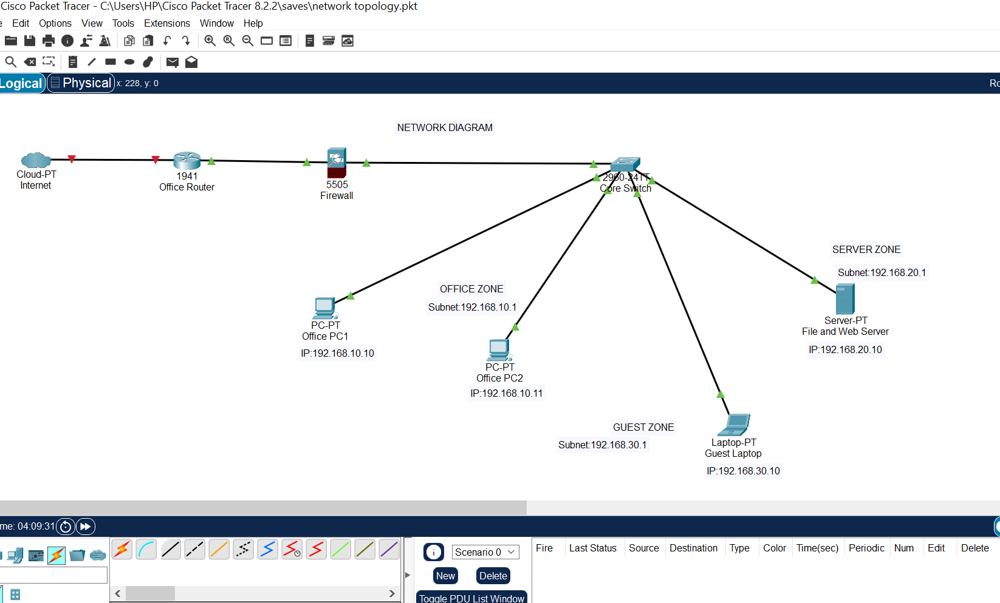 Cisco Packet Tracer - C:\Users\HP\Cisco Packet Tracer 8.2.2\saves\network topology.pkt
e Edit Options View Tools Extensions Window Help
Logical Physical x: 228, y: 0
Ro
NETWORK DIAGRAM
Cloud-PT
Internet
1941
Office Router
5505
Firewall
2960-24TT
Core Switch
SERVER ZONE
Subnet:192.168.20.1
Server-PT
File and Web Server
IP:192.168.20.10
OFFICE ZONE
Subnet:192.168.10.1
PC-PT
Office PC1
IP:192.168.10.10
PC-PT
Office PC2
IP:192.168.10.11
GUEST ZONE
Subnet:192.168.30.1
Laptop-PT
Guest Laptop
IP:192.168.30.10
me: 04:09:31
Scenario 0
New Delete
Toggle PDU List Window
Fire Last Status Source Destination Type Color Time(sec) Periodic Num Edit Delete